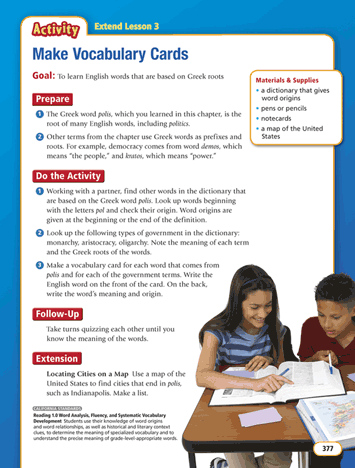 Activity Extend Lesson 3
Make Vocabulary Cards
Goal: To learn English words that are based on Greek roots
Materials & Supplies
• a dictionary that gives
word origins
• pens or pencils
• notecards
• a map of the United
States
Prepare
1 The Greek word polis, which you learned in this chapter, is the
root of many English words, including politics.
2 Other terms from the chapter use Greek words as prefixes and
roots. For example, democracy comes from word demos, which
means “the people,” and kratos, which means “power.”
Do the Activity
1 Working with a partner, find other words in the dictionary that
are based on the Greek word polis. Look up words beginning
with the letters pol and check their origin. Word origins are
given at the beginning or the end of the definition.
2 Look up the following types of government in the dictionary:
monarchy, aristocracy, oligarchy. Note the meaning of each term
and the Greek roots of the words.
3 Make a vocabulary card for each word that comes from
polis and for each of the government terms. Write the
English word on the front of the card. On the back,
write the word’s meaning and origin.
Follow-Up
Take turns quizzing each other until you
know the meaning of the words.
Extension
Locating Cities on a Map Use a map of the
United States to find cities that end in polis,
such as Indianapolis. Make a list.
CALIFORNIA STANDARDS
Reading 1.0 Word Analysis, Fluency, and Systematic Vocabulary
Development Students use their knowledge of word origins
and word relationships, as well as historical and literary context
clues, to determine the meaning of specialized vocabulary and to
understand the precise meaning of grade-level-appropriate words.
377